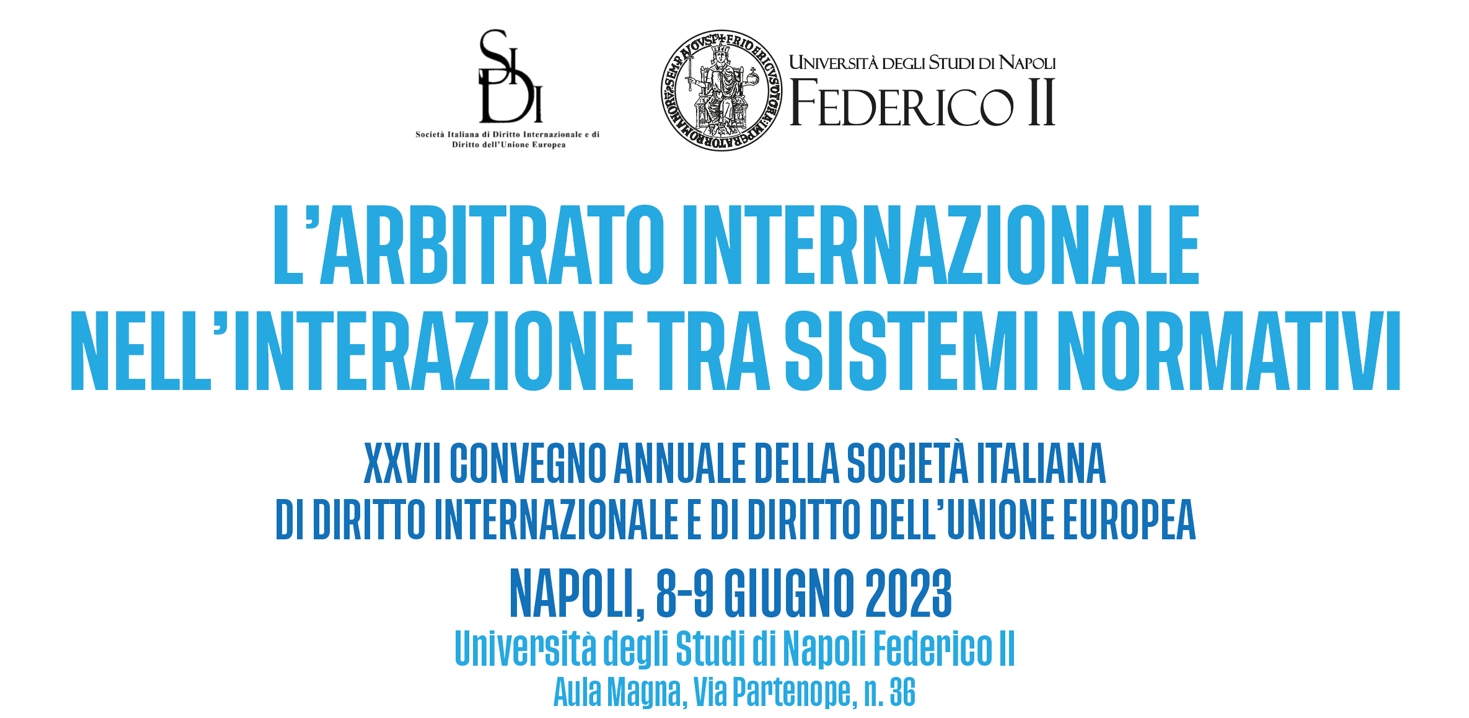 SIDI
Società Italiana di Diritto Internazionale e di
Diritto dell'Unione Europea
UNIVERSITÀ DEGLI STUDI DI NAPOLI
FEDERICO II
L'ARBITRATO INTERNAZIONALE
NELL'INTERAZIONE TRA SISTEMI NORMATIVI
XXVII CONVEGNO ANNUALE DELLA SOCIETÀ ITALIANA
DI DIRITTO INTERNAZIONALE E DI DIRITTO DELL'UNIONE EUROPEA
NAPOLI, 8-9 GIUGNO 2023
Università degli Studi di Napoli Federico II
Aula Magna, Via Partenope, n. 36